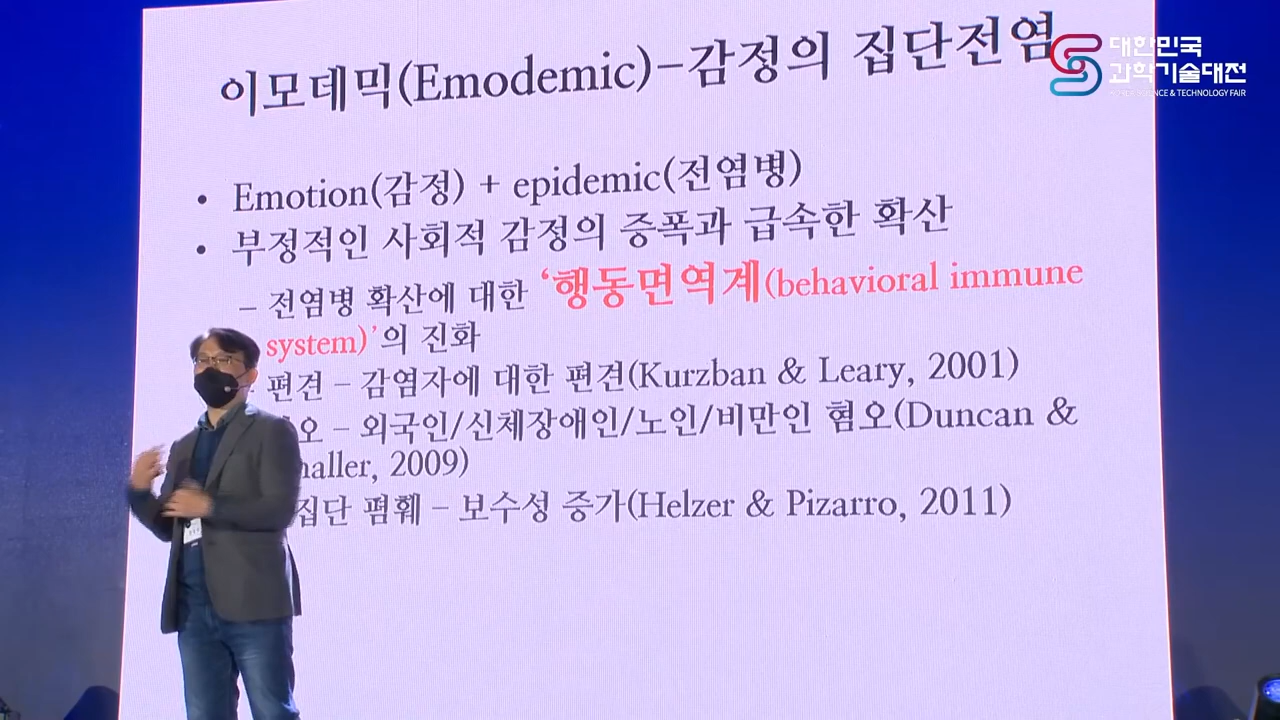 이모데믹(Emodemic)-감정의 집단전염
대한민국
과학기술대전
KOREA SCIENCE & TECHNOLOGY FAIR
• Emotion(감정) + epidemic(전염병)
• 부정적인 사회적 감정의 증폭과 급속한 확산
– 전염병 확산에 대한 ‘행동면역계(behavioral immune
system)’의 진화
편견 – 감염자에 대한 편견(Kurzban & Leary, 2001)
오 – 외국인/신체장애인/노인/비만인 혐오(Duncan &
haller, 2009)
집단 폄훼 – 보수성 증가(Helzer & Pizarro, 2011)